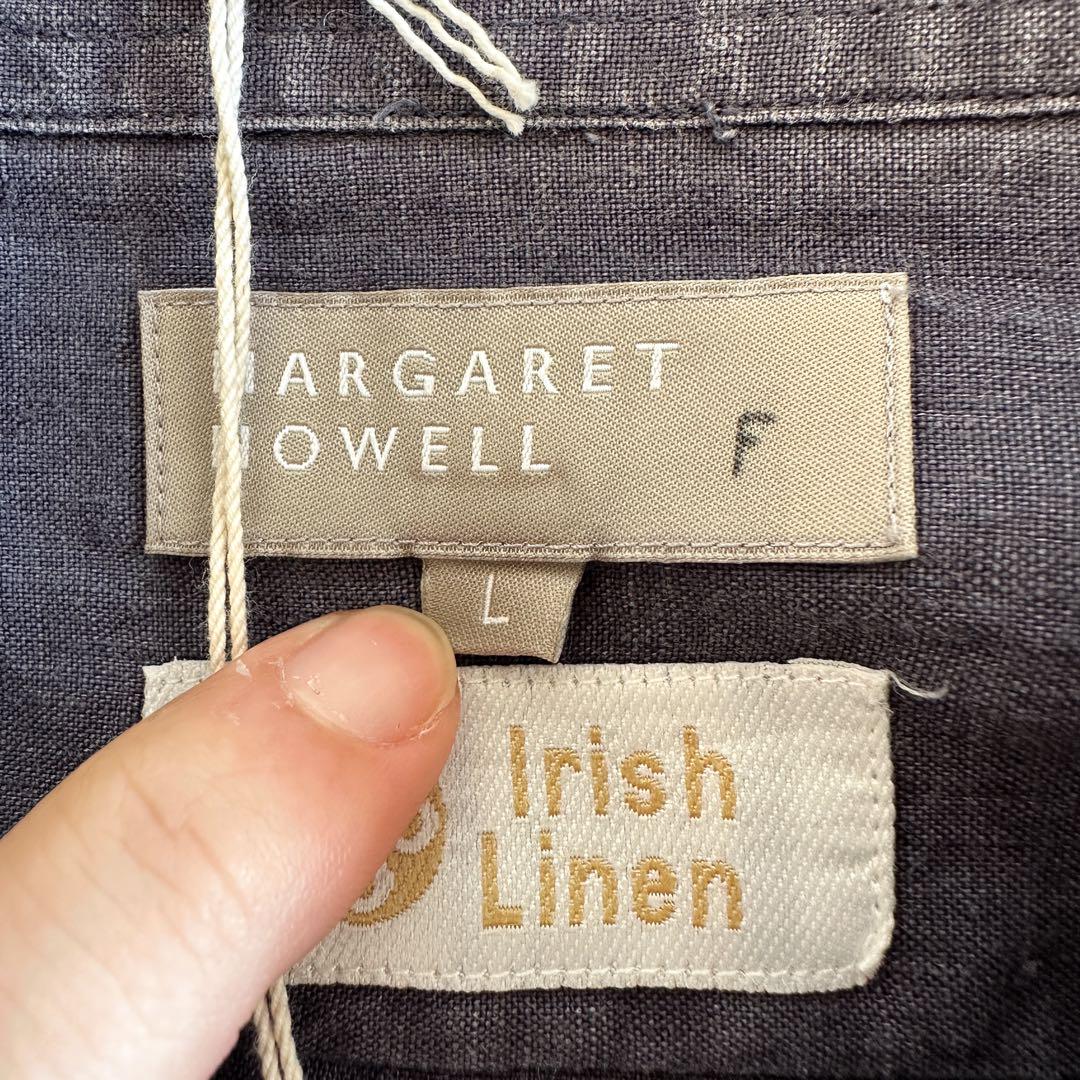 MARGARET
HOWELL
F
L
Irish
Linen